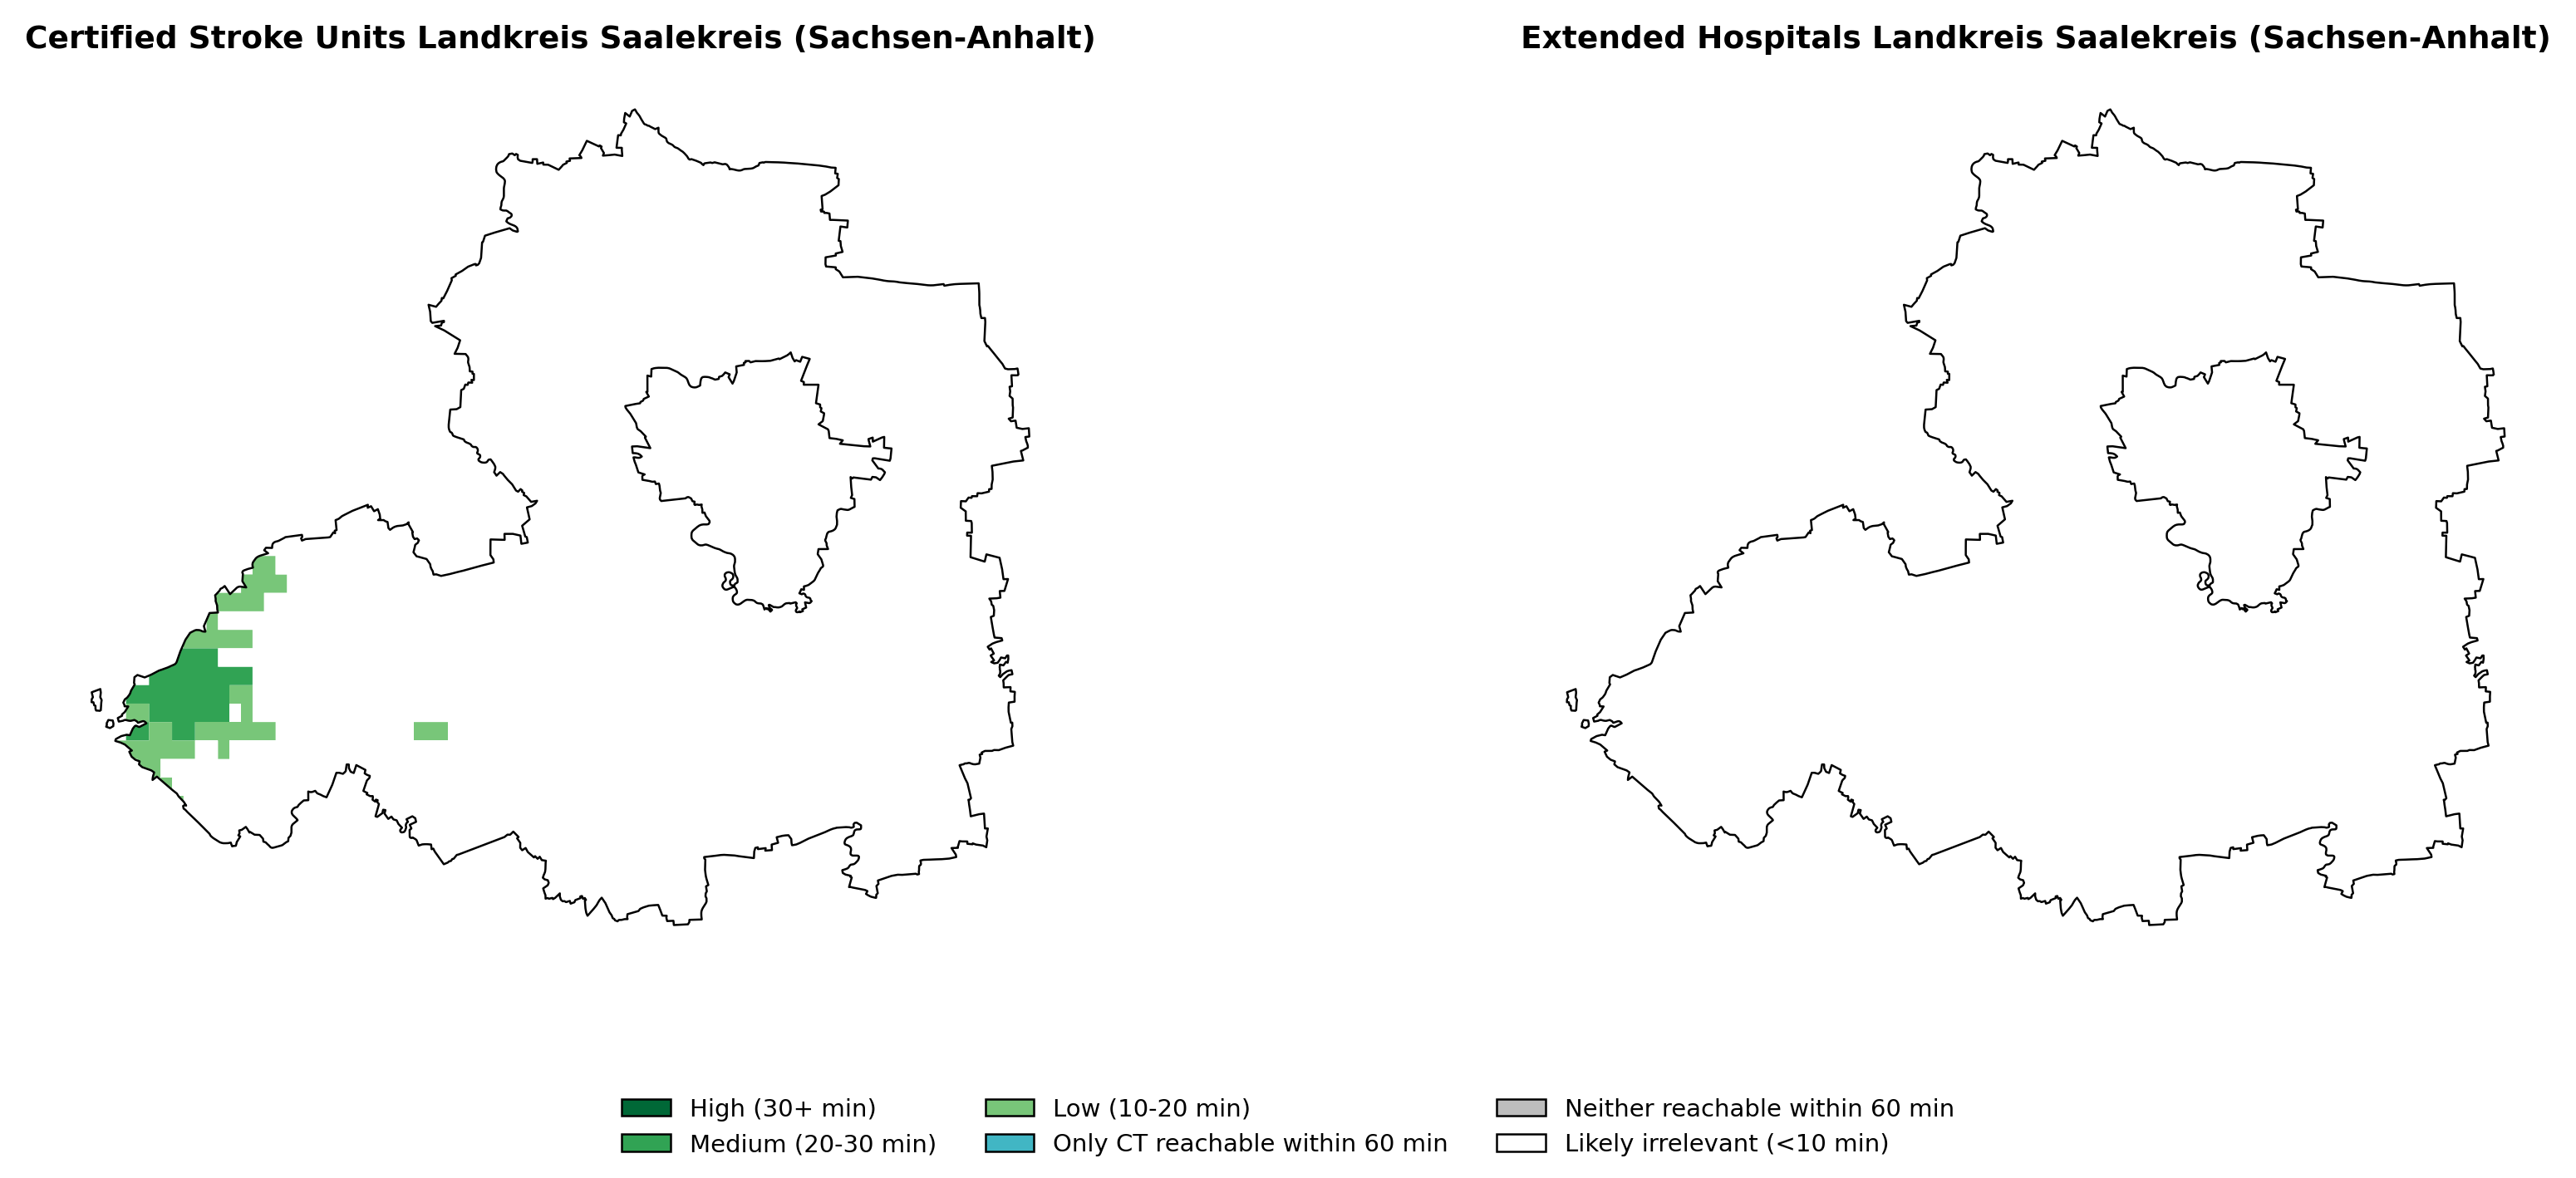 Certified Stroke Units Landkreis Saalekreis (Sachsen-Anhalt)
Extended Hospitals Landkreis Saalekreis (Sachsen-Anhalt)
High (30+ min)
Medium (20-30 min)
Low (10-20 min)
Only CT reachable within 60 min
Neither reachable within 60 min
Likely irrelevant (<10 min)